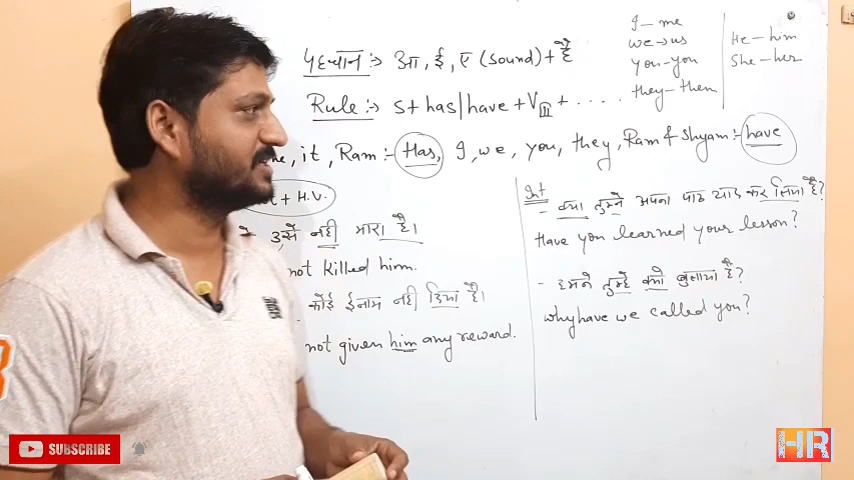 पहचान :→ आ, ई, ए (Sound) + है
Rule :→ S + has | have + VIII + ....
I — me
we → us
you - you
they - them
He — him
She - her
it, Ram :- Has, I, we, you, they, Ram & Shyam :- have
+ H.V.
उसे नही मारा है।
not killed him.
कोई ईनाम नही दिया है।
not given him any reward.
Int
- क्या तुमने अपना पाठ याद कर लिया है?
Have you learned your lesson?
- हमने तुम्हे क्यो बुलाया है?
why have we called you?
SUBSCRIBE
HR